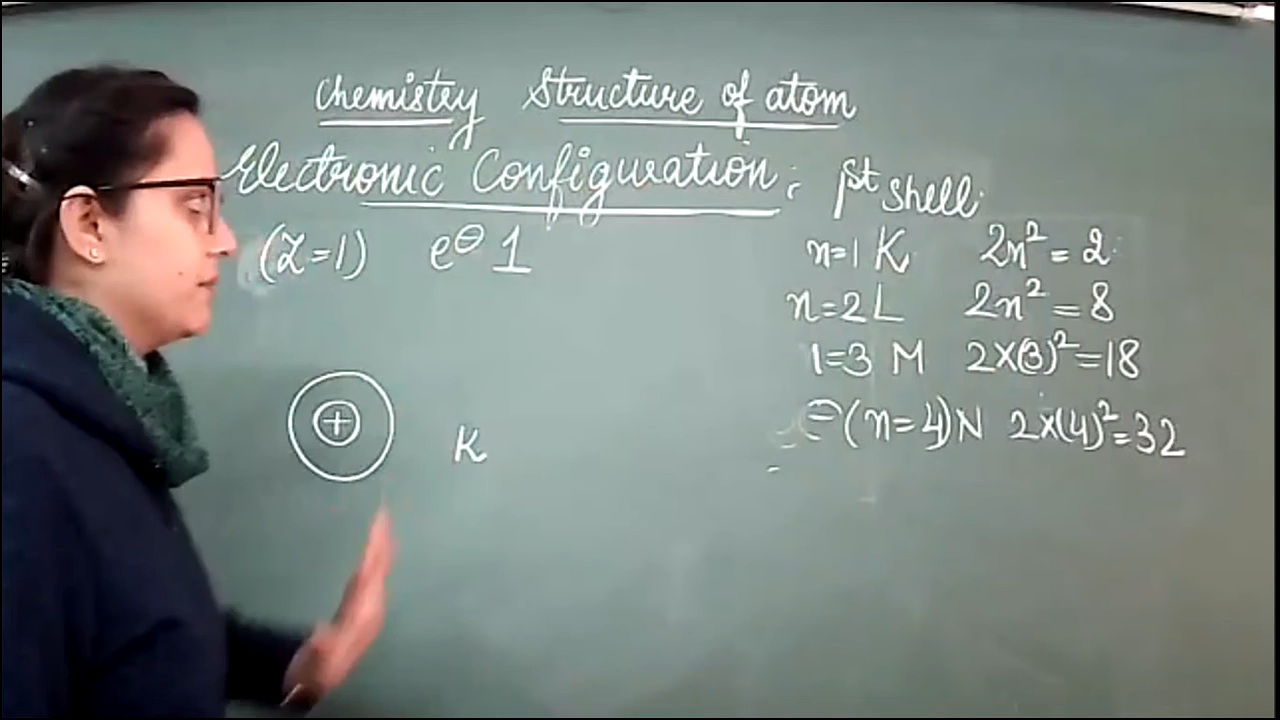 Chemistry Structure of atom
Electronic Configuration: 1st Shell
(Z=1) e⊖ 1
n=1 K 2n²=2
n=2 L 2n²=8
1=3 M 2×(3)²=18
e⊖(n=4)N 2×(4)²=32
+ K